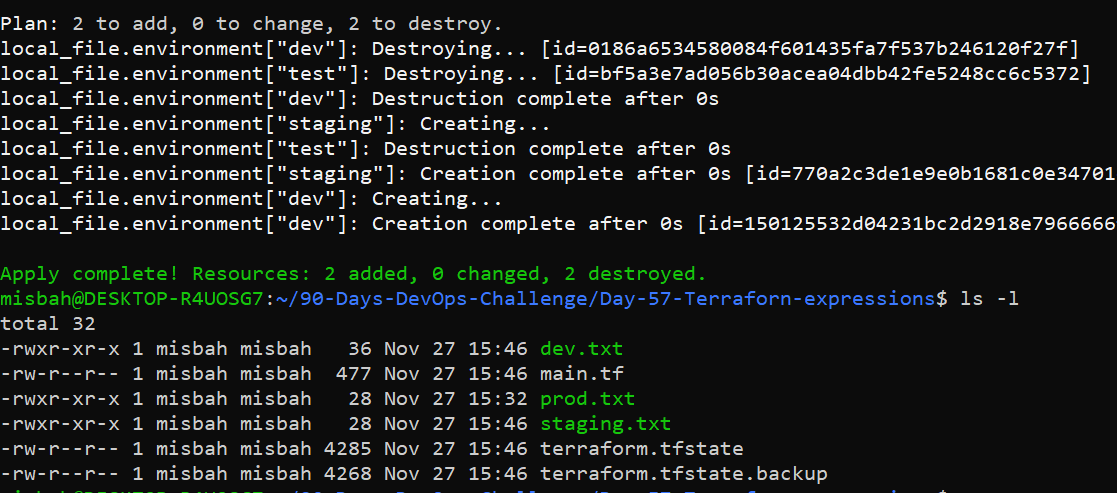 Plan: 2 to add, 0 to change, 2 to destroy.
local_file.environment["dev"]: Destroying... [id=0186a6534580084f601435fa7f537b246120f27f]
local_file.environment["test"]: Destroying... [id=bf5a3e7ad056b30acea04dbb42fe5248cc6c5372]
local_file.environment["dev"]: Destruction complete after 0s
local_file.environment["staging"]: Creating...
local_file.environment["test"]: Destruction complete after 0s
local_file.environment["staging"]: Creation complete after 0s [id=770a2c3de1e9e0b1681c0e34701
local_file.environment["dev"]: Creating...
local_file.environment["dev"]: Creation complete after 0s [id=150125532d04231bc2d2918e7966666
Apply complete! Resources: 2 added, 0 changed, 2 destroyed.
misbah@DESKTOP-R4UOSG7:~/90-Days-DevOps-Challenge/Day-57-Terraforn-expressions$ ls -l
total 32
-rwxr-xr-x 1 misbah misbah   36 Nov 27 15:46 dev.txt
-rw-r--r-- 1 misbah misbah  477 Nov 27 15:46 main.tf
-rwxr-xr-x 1 misbah misbah   28 Nov 27 15:32 prod.txt
-rwxr-xr-x 1 misbah misbah   28 Nov 27 15:46 staging.txt
-rw-r--r-- 1 misbah misbah 4285 Nov 27 15:46 terraform.tfstate
-rw-r--r-- 1 misbah misbah 4268 Nov 27 15:46 terraform.tfstate.backup